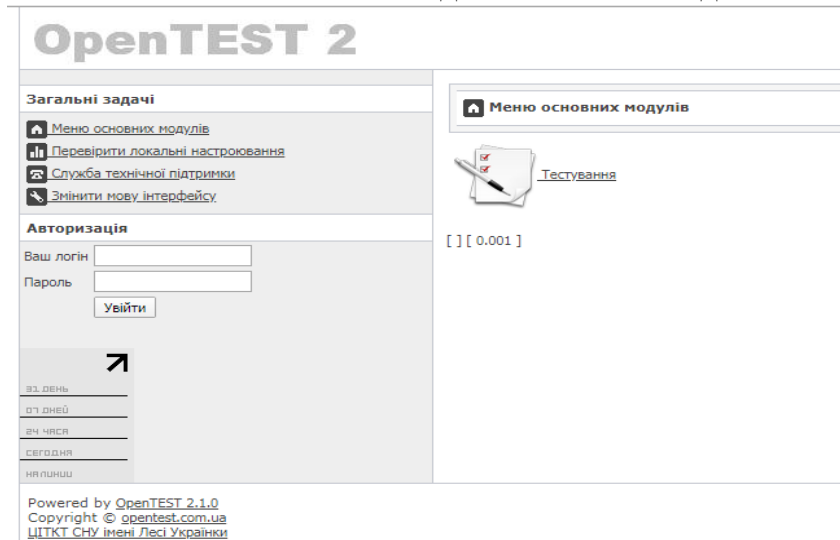 OpenTEST 2
Загальні задачі
Меню основних модулів
Перевірити локальні настроювання
Служба технічної підтримки
Змінити мову інтерфейсу
Авторизація
Ваш логін
Пароль
Увійти
31 день
07 дней
24 часа
сегодня
на линии
Powered by OpenTEST 2.1.0
Copyright © opentest.com.ua
ЦІТКТ СНУ імені Лесі Українки
Меню основних модулів
Тестування
[ ] [ 0.001 ]